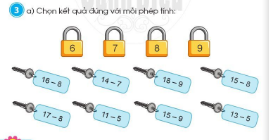 3 a) Chọn kết quả đúng với mỗi phép tính:
6 7 8 9
16 – 8 14 – 7 18 – 9 15 – 8
17 – 8 11 – 5 15 – 9 13 – 5